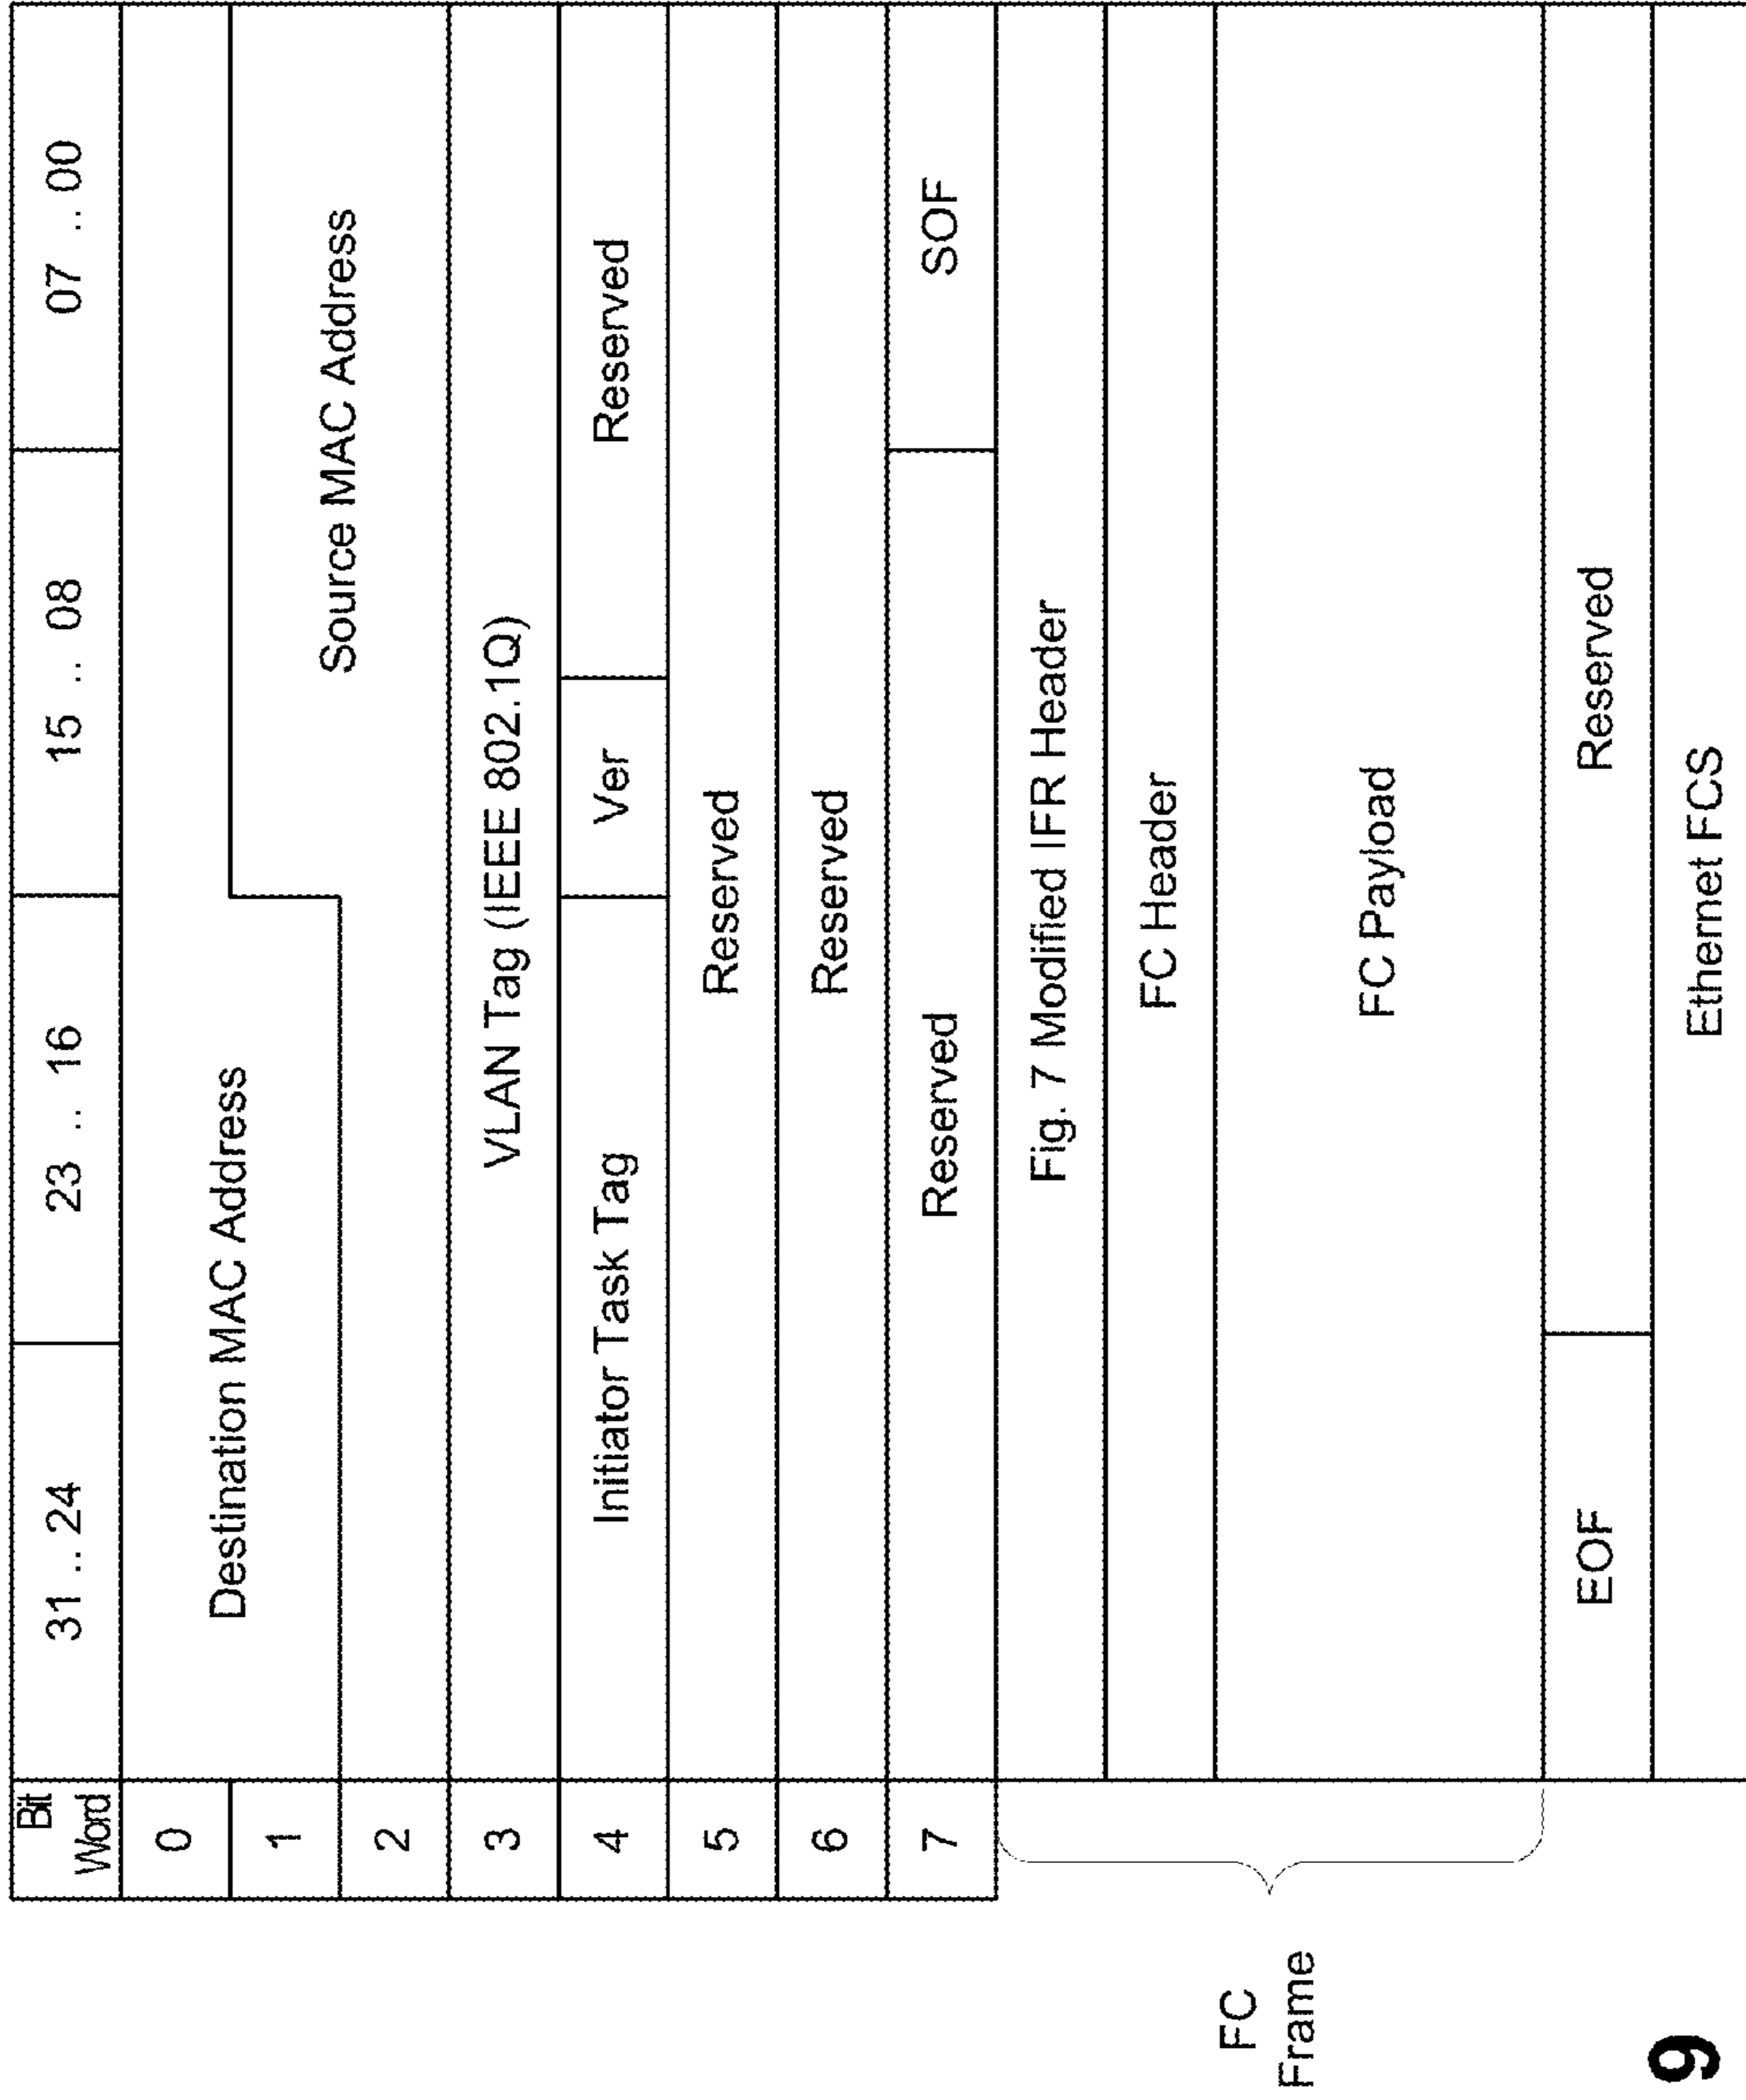 Bit
Word
31 .. 24
23 .. 16
15 .. 08
07 .. 00
0
Destination MAC Address
1
Source MAC Address
2
3
VLAN Tag (IEEE 802.1Q)
4
Initiator Task Tag
Ver
Reserved
5
Reserved
6
Reserved
7
Reserved
SOF
Fig. 7 Modified IFR Header
FC Header
FC Payload
FC
Frame
EOF
Reserved
Ethernet FCS
9